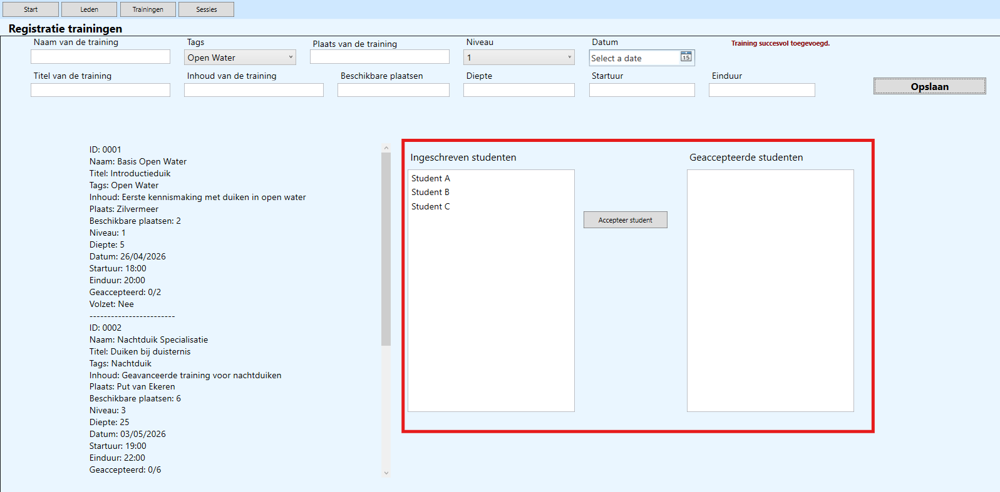 Start Leden Trainingen Sessies
Registratie trainingen
Naam van de training Tags Plaats van de training Niveau Datum Training succesvol toegevoegd.
Open Water 1 Select a date 15
Titel van de training Inhoud van de training Beschikbare plaatsen Diepte Startuur Einduur
Opslaan
ID: 0001
Naam: Basis Open Water
Titel: Introductieduik
Tags: Open Water
Inhoud: Eerste kennismaking met duiken in open water
Plaats: Zilvermeer
Beschikbare plaatsen: 2
Niveau: 1
Diepte: 5
Datum: 26/04/2026
Startuur: 18:00
Einduur: 20:00
Geaccepteerd: 0/2
Volzet: Nee
------------------------
ID: 0002
Naam: Nachtduik Specialisatie
Titel: Duiken bij duisternis
Tags: Nachtduik
Inhoud: Geavanceerde training voor nachtduiken
Plaats: Put van Ekeren
Beschikbare plaatsen: 6
Niveau: 3
Diepte: 25
Datum: 03/05/2026
Startuur: 19:00
Einduur: 22:00
Geaccepteerd: 0/6
Ingeschreven studenten
Student A
Student B
Student C
Accepteer student
Geaccepteerde studenten